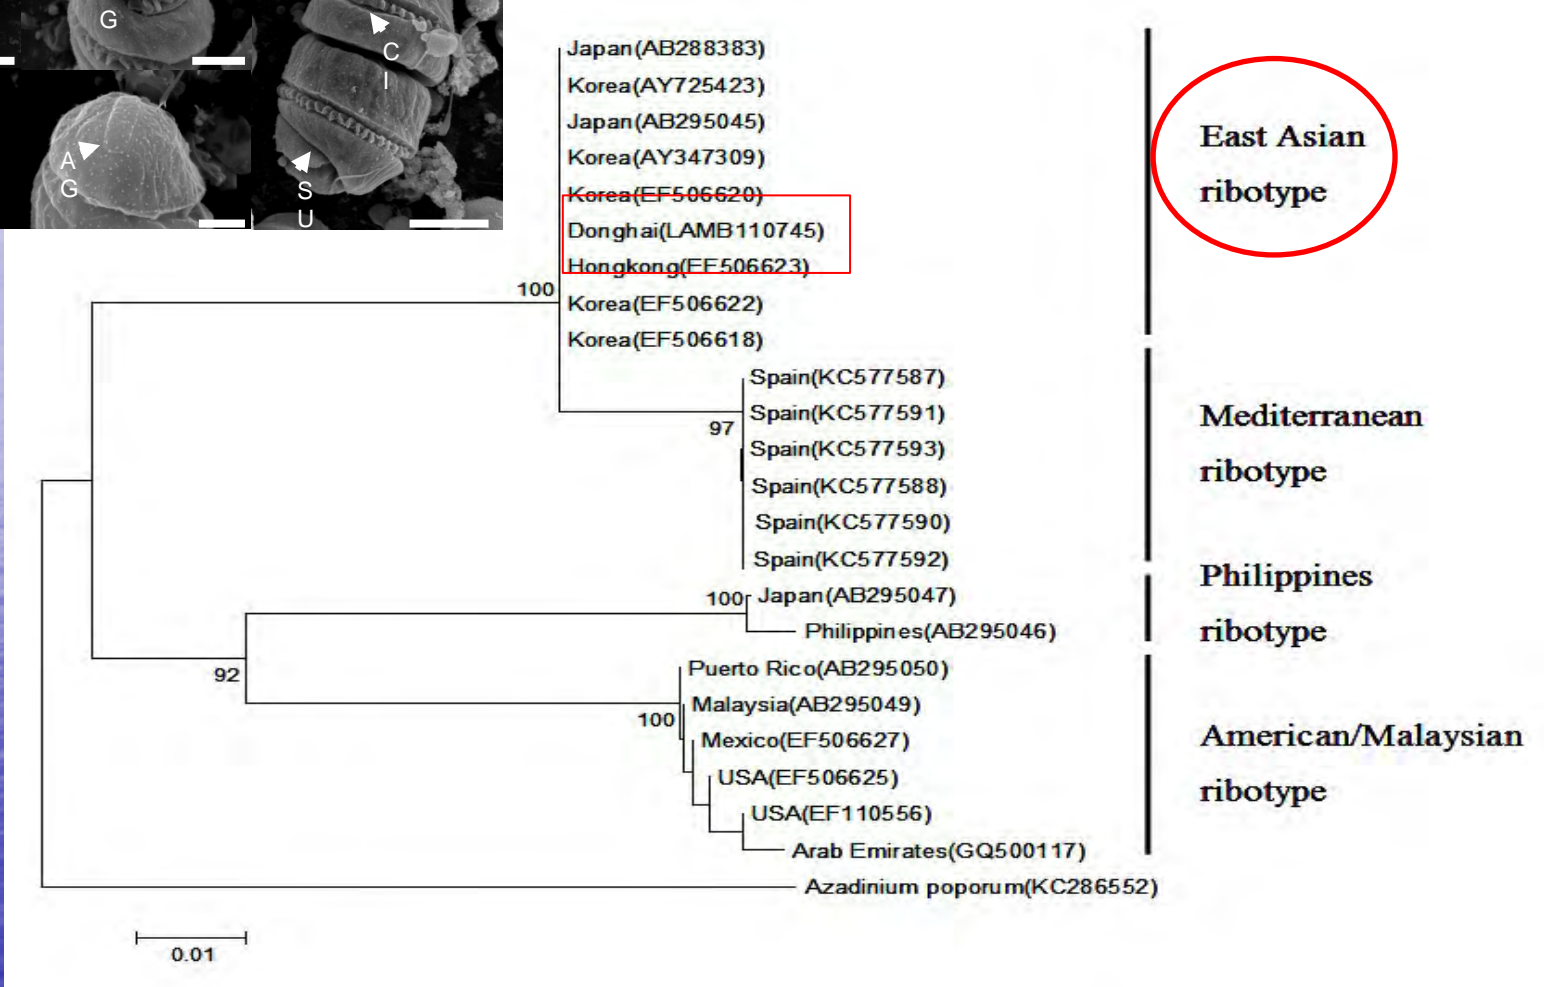 G
C
I
A
G
S
U
Japan(AB288383)
Korea(AY725423)
Japan(AB295045)
Korea(AY347309)
Korea(EF506620)
Donghai(LAMB110745)
Hongkong(EF506623)
Korea(EF506622)
Korea(EF506618)
100
East Asian
ribotype
Spain(KC577587)
Spain(KC577591)
Spain(KC577593)
Spain(KC577588)
Spain(KC577590)
Spain(KC577592)
97
Mediterranean
ribotype
Japan(AB295047)
Philippines(AB295046)
100
Philippines
ribotype
92
Puerto Rico(AB295050)
Malaysia(AB295049)
Mexico(EF506627)
USA(EF506625)
USA(EF110556)
Arab Emirates(GQ500117)
100
American/Malaysian
ribotype
Azadinium poporum(KC286552)
0.01